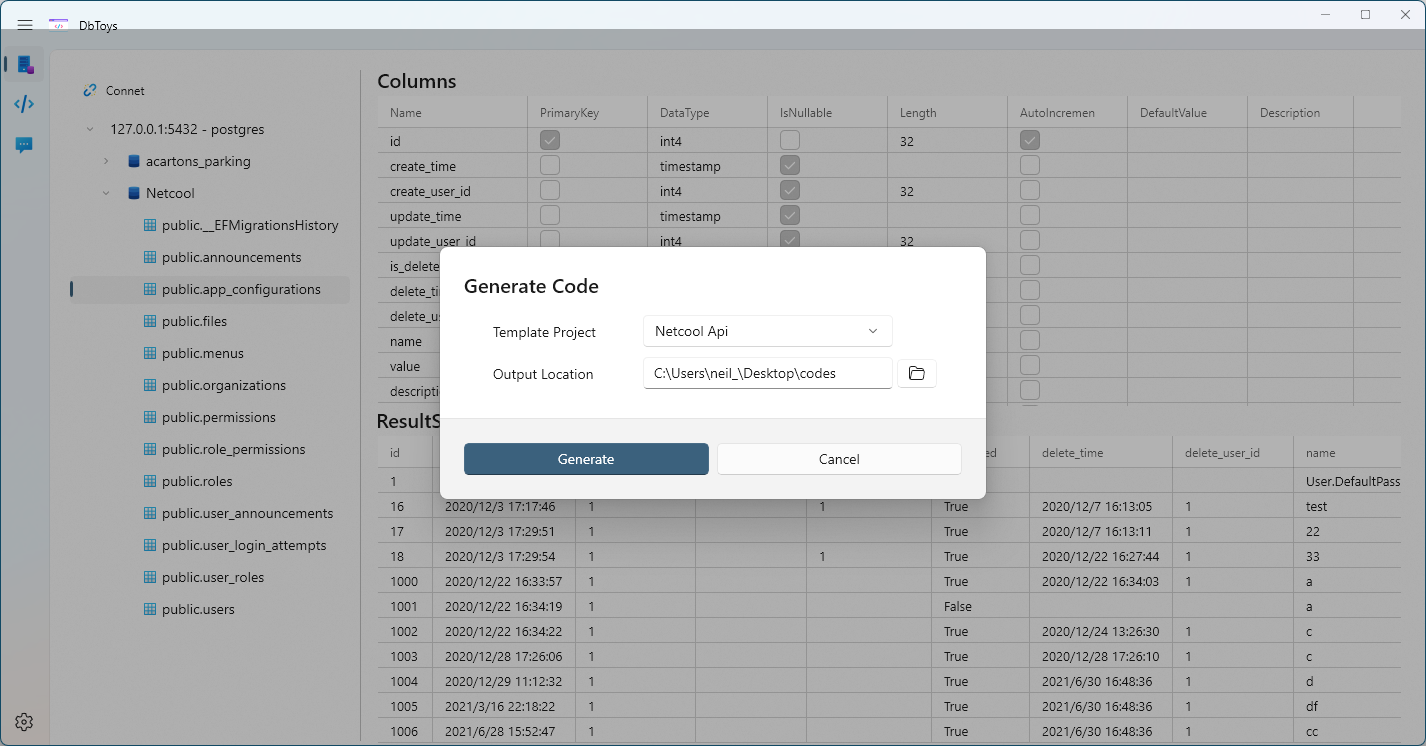 DbToys
Connet
127.0.0.1:5432 - postgres
acartons_parking
Netcool
public.__EFMigrationsHistory
public.announcements
public.app_configurations
public.files
public.menus
public.organizations
public.permissions
public.role_permissions
public.roles
public.user_announcements
public.user_login_attempts
public.user_roles
public.users
Columns
Name PrimaryKey DataType IsNullable Length AutoIncremen DefaultValue Description
id int4 32
create_time timestamp
create_user_id int4 32
update_time timestamp
update_user_id int4 32
is_delete
delete_ti
delete_us
name
value
descripti
Generate Code
Template Project Netcool Api
Output Location C:\Users\neil_\Desktop\codes
Generate Cancel
ResultS
id ed delete_time delete_user_id name
1 User.DefaultPass
16 2020/12/3 17:17:46 1 1 True 2020/12/7 16:13:05 1 test
17 2020/12/3 17:29:51 1 True 2020/12/7 16:13:11 1 22
18 2020/12/3 17:29:54 1 1 True 2020/12/22 16:27:44 1 33
1000 2020/12/22 16:33:57 1 True 2020/12/22 16:34:03 1 a
1001 2020/12/22 16:34:19 1 False a
1002 2020/12/22 16:34:22 1 True 2020/12/24 13:26:30 1 c
1003 2020/12/28 17:26:06 1 True 2020/12/28 17:26:10 1 c
1004 2020/12/29 11:12:32 1 True 2021/6/30 16:48:36 1 d
1005 2021/3/16 22:18:22 1 True 2021/6/30 16:48:36 1 df
1006 2021/6/28 15:52:47 1 True 2021/6/30 16:48:36 1 cc